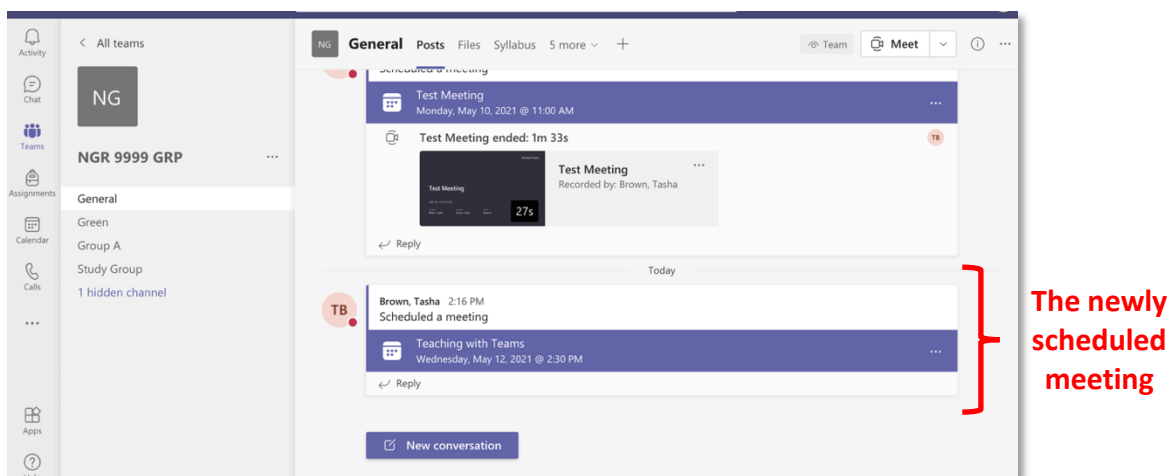 Activity
Chat
Teams
Assignments
Calendar
Calls
...
Apps
< All teams
NG
NGR 9999 GRP ...
General
Green
Group A
Study Group
1 hidden channel
NG General Posts Files Syllabus 5 more +
Team Meet ...
Scheduled a meeting
Test Meeting
Monday, May 10, 2021 @ 11:00 AM
...
Test Meeting ended: 1m 33s
TB
Test Meeting
27s
Test Meeting ...
Recorded by: Brown, Tasha
Reply
Today
TB
Brown, Tasha 2:16 PM
Scheduled a meeting
Teaching with Teams
Wednesday, May 12, 2021 @ 2:30 PM
...
Reply
New conversation
The newly
scheduled
meeting